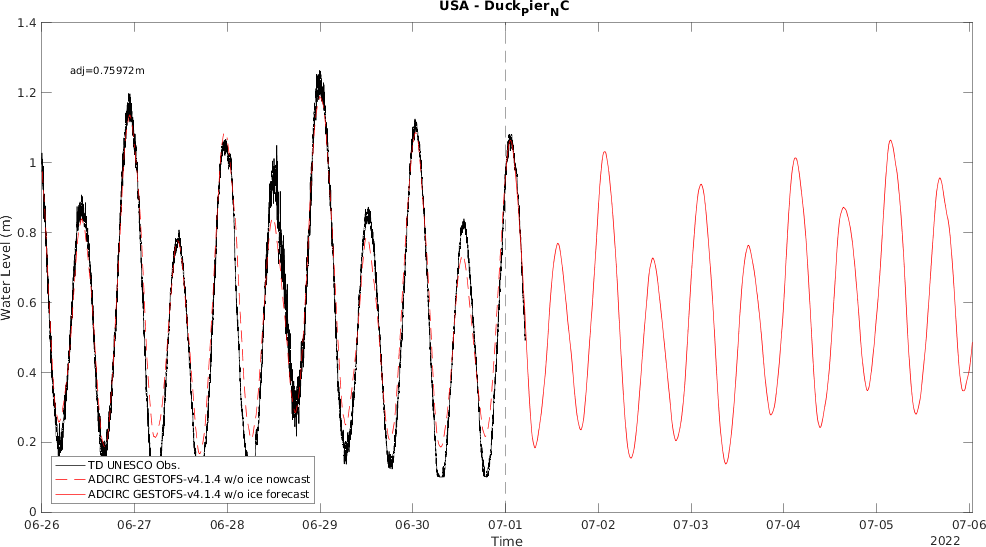 USA - Duck_Pier_NC
1.4
1.2
1
0.8
0.6
0.4
0.2
0
Water Level (m)
adj=0.75972m
TD UNESCO Obs.
ADCIRC GESTOFS-v4.1.4 w/o ice nowcast
ADCIRC GESTOFS-v4.1.4 w/o ice forecast
06-26 06-27 06-28 06-29 06-30 07-01 07-02 07-03 07-04 07-05 07-06
Time
2022